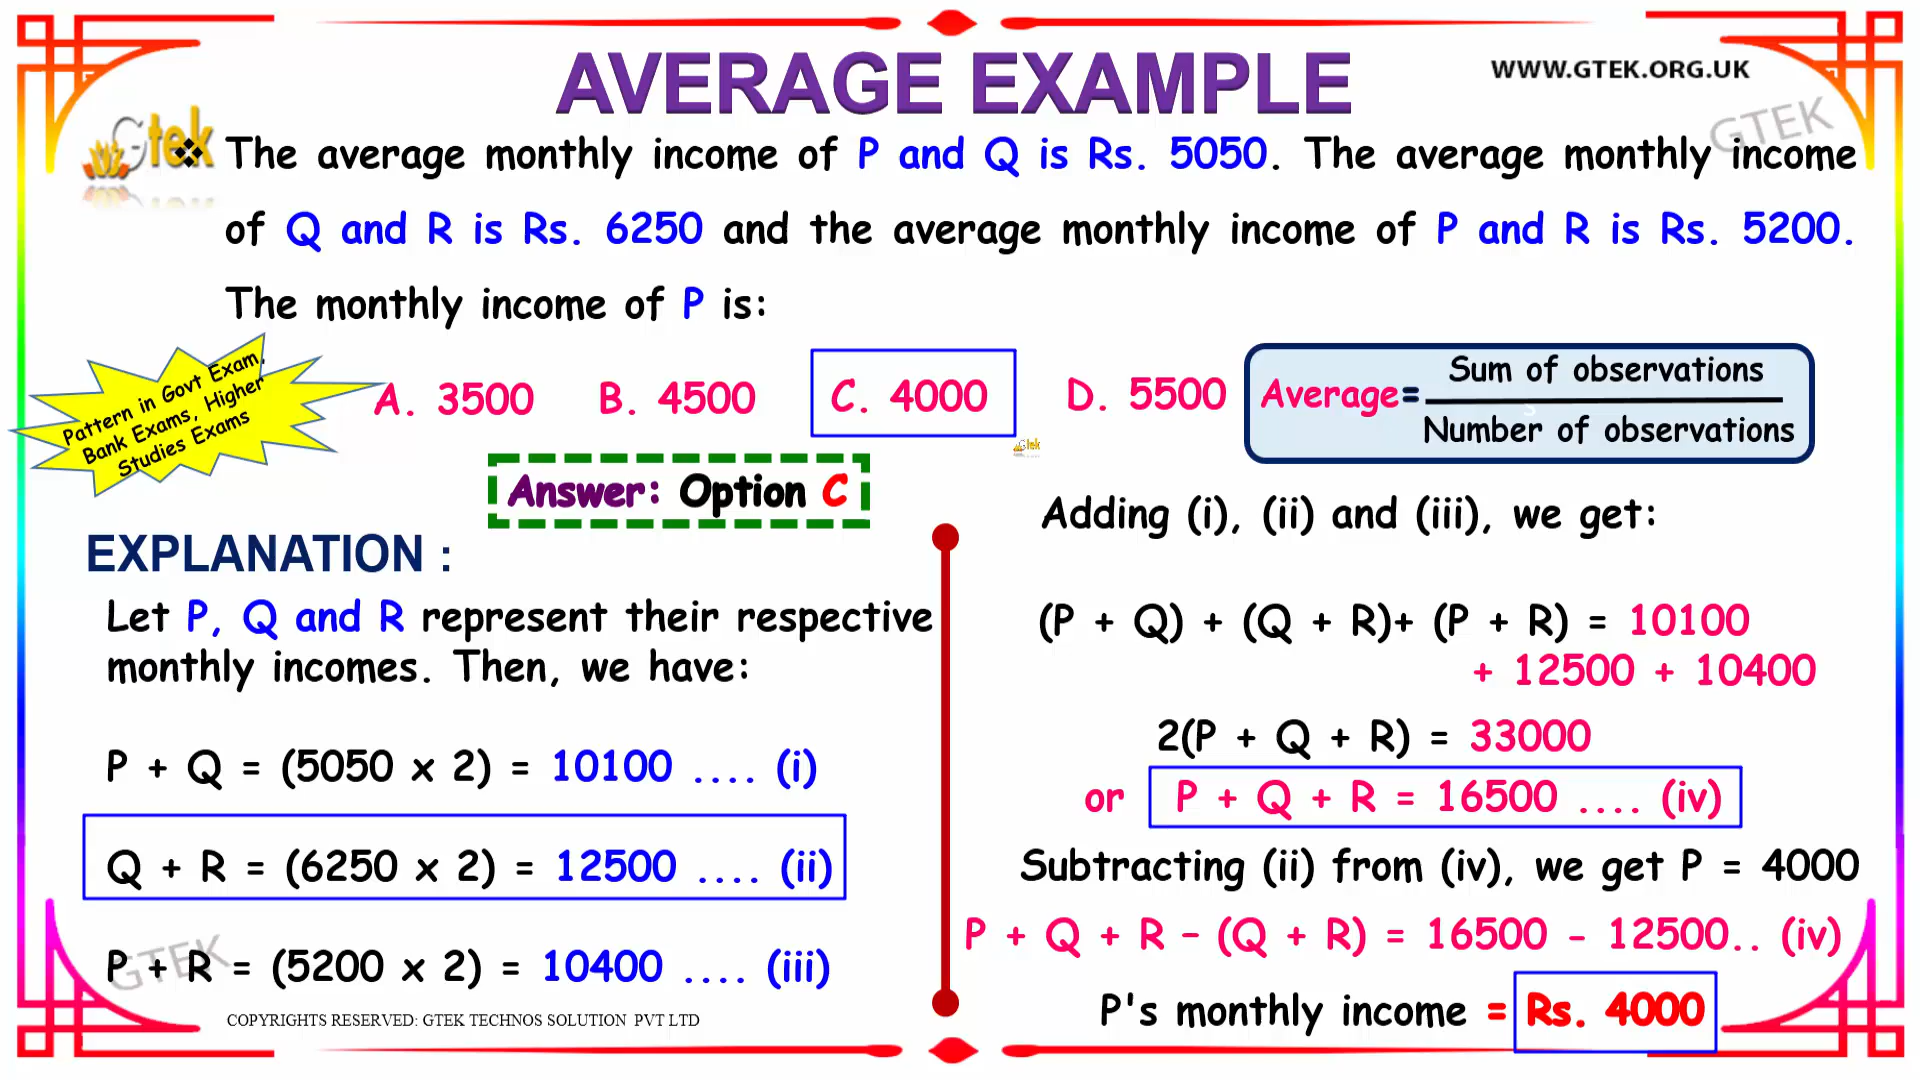 AVERAGE EXAMPLE
WWW.GTEK.ORG.UK
GTEK
Gtek
❖ The average monthly income of P and Q is Rs. 5050. The average monthly income
of Q and R is Rs. 6250 and the average monthly income of P and R is Rs. 5200.
The monthly income of P is:
Pattern in Govt Exam,
Bank Exams, Higher
Studies Exams
A. 3500 B. 4500 C. 4000 D. 5500
Average= Sum of observations
Number of observations
s
Gtek
Answer: Option C
EXPLANATION :
Let P, Q and R represent their respective
monthly incomes. Then, we have:
P + Q = (5050 x 2) = 10100 .... (i)
Q + R = (6250 x 2) = 12500 .... (ii)
P + R = (5200 x 2) = 10400 .... (iii)
GTEK
COPYRIGHTS RESERVED: GTEK TECHNOS SOLUTION PVT LTD
Adding (i), (ii) and (iii), we get:
(P + Q) + (Q + R)+ (P + R) = 10100
+ 12500 + 10400
2(P + Q + R) = 33000
or P + Q + R = 16500 .... (iv)
Subtracting (ii) from (iv), we get P = 4000
P + Q + R – (Q + R) = 16500 - 12500.. (iv)
P's monthly income = Rs. 4000